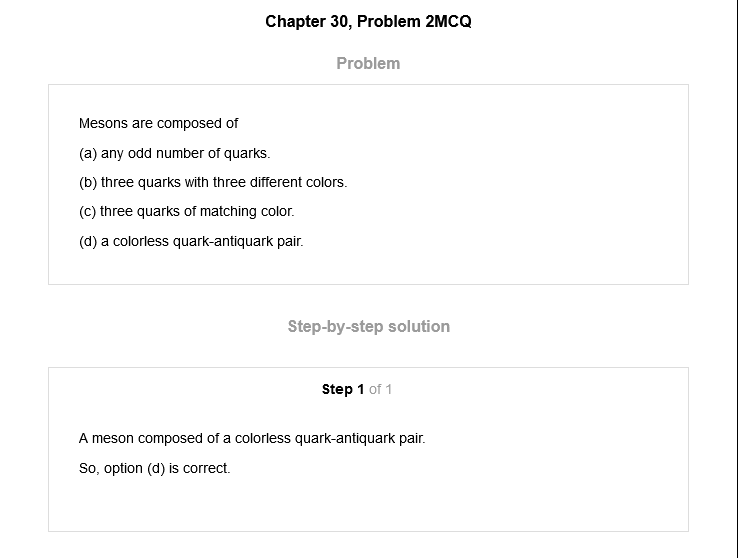 Chapter 30, Problem 2MCQ
Problem
Mesons are composed of
(a) any odd number of quarks.
(b) three quarks with three different colors.
(c) three quarks of matching color.
(d) a colorless quark-antiquark pair.
Step-by-step solution
Step 1 of 1
A meson composed of a colorless quark-antiquark pair.
So, option (d) is correct.